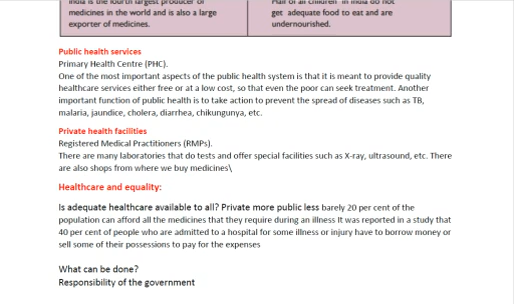 India is the fourth largest producer of
medicines in the world and is also a large
exporter of medicines.
Half of all children in India do not
get adequate food to eat and are
undernourished.
Public health services
Primary Health Centre (PHC).
One of the most important aspects of the public health system is that it is meant to provide quality
healthcare services either free or at a low cost, so that even the poor can seek treatment. Another
important function of public health is to take action to prevent the spread of diseases such as TB,
malaria, jaundice, cholera, diarrhea, chikungunya, etc.
Private health facilities
Registered Medical Practitioners (RMPs).
There are many laboratories that do tests and offer special facilities such as X-ray, ultrasound, etc. There
are also shops from where we buy medicines\
Healthcare and equality:
Is adequate healthcare available to all? Private more public less barely 20 per cent of the
population can afford all the medicines that they require during an illness It was reported in a study that
40 per cent of people who are admitted to a hospital for some illness or injury have to borrow money or
sell some of their possessions to pay for the expenses
What can be done?
Responsibility of the government